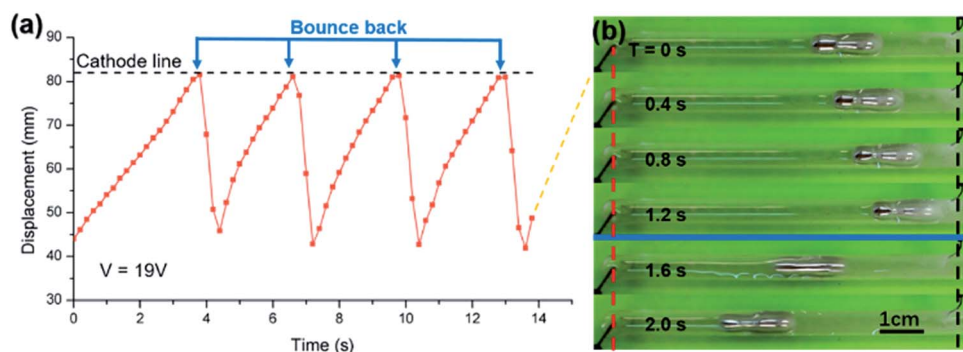 (a)
Bounce back
Cathode line
Displacement (mm)
90
80
70
60
50
40
30
V = 19V
0 2 4 6 8 10 12 14
Time (s)
(b)
T = 0 s
0.4 s
0.8 s
1.2 s
1.6 s
2.0 s
1cm